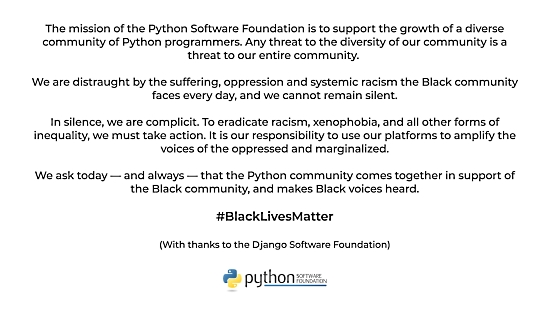 The mission of the Python Software Foundation is to support the growth of a diverse
community of Python programmers. Any threat to the diversity of our community is a
threat to our entire community.
We are distraught by the suffering, oppression and systemic racism the Black community
faces every day, and we cannot remain silent.
In silence, we are complicit. To eradicate racism, xenophobia, and all other forms of
inequality, we must take action. It is our responsibility to use our platforms to amplify the
voices of the oppressed and marginalized.
We ask today — and always — that the Python community comes together in support of
the Black community, and makes Black voices heard.
#BlackLivesMatter
(With thanks to the Django Software Foundation)
python SOFTWARE
FOUNDATION